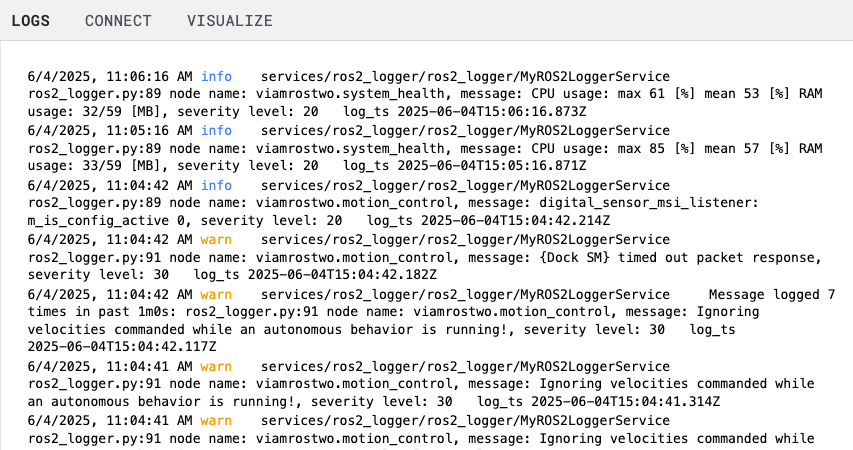 LOGS CONNECT VISUALIZE
6/4/2025, 11:06:16 AM info services/ros2_logger/ros2_logger/MyROS2LoggerService
ros2_logger.py:89 node name: viamrostwo.system_health, message: CPU usage: max 61 [%] mean 53 [%] RAM
usage: 32/59 [MB], severity level: 20 log_ts 2025-06-04T15:06:16.873Z
6/4/2025, 11:05:16 AM info services/ros2_logger/ros2_logger/MyROS2LoggerService
ros2_logger.py:89 node name: viamrostwo.system_health, message: CPU usage: max 85 [%] mean 57 [%] RAM
usage: 33/59 [MB], severity level: 20 log_ts 2025-06-04T15:05:16.871Z
6/4/2025, 11:04:42 AM info services/ros2_logger/ros2_logger/MyROS2LoggerService
ros2_logger.py:89 node name: viamrostwo.motion_control, message: digital_sensor_msi_listener:
m_is_config_active 0, severity level: 20 log_ts 2025-06-04T15:04:42.214Z
6/4/2025, 11:04:42 AM warn services/ros2_logger/ros2_logger/MyROS2LoggerService
ros2_logger.py:91 node name: viamrostwo.motion_control, message: {Dock SM} timed out packet response,
severity level: 30 log_ts 2025-06-04T15:04:42.182Z
6/4/2025, 11:04:42 AM warn services/ros2_logger/ros2_logger/MyROS2LoggerService Message logged 7
times in past 1m0s: ros2_logger.py:91 node name: viamrostwo.motion_control, message: Ignoring
velocities commanded while an autonomous behavior is running!, severity level: 30 log_ts
2025-06-04T15:04:42.117Z
6/4/2025, 11:04:41 AM warn services/ros2_logger/ros2_logger/MyROS2LoggerService
ros2_logger.py:91 node name: viamrostwo.motion_control, message: Ignoring velocities commanded while
an autonomous behavior is running!, severity level: 30 log_ts 2025-06-04T15:04:41.314Z
6/4/2025, 11:04:41 AM warn services/ros2_logger/ros2_logger/MyROS2LoggerService
ros2_logger.py:91 node name: viamrostwo.motion_control, message: Ignoring velocities commanded while